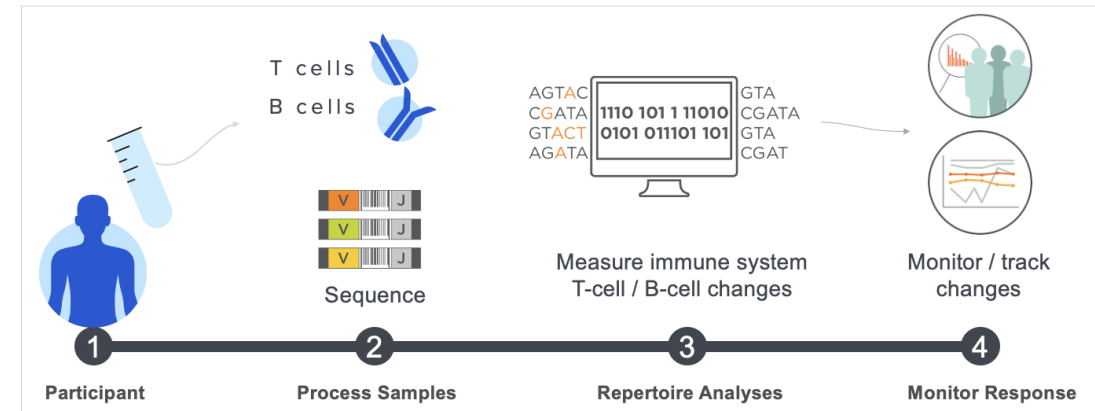 T cells
B cells
V J
V J
V J
Sequence
AGTAC
CGATA
GTACT
AGATA
1110 101 1 11010
0101 011101 101
GTA
CGATA
GTA
CGAT
Measure immune system
T-cell / B-cell changes
Monitor / track
changes
1
2
3
4
Participant
Process Samples
Repertoire Analyses
Monitor Response